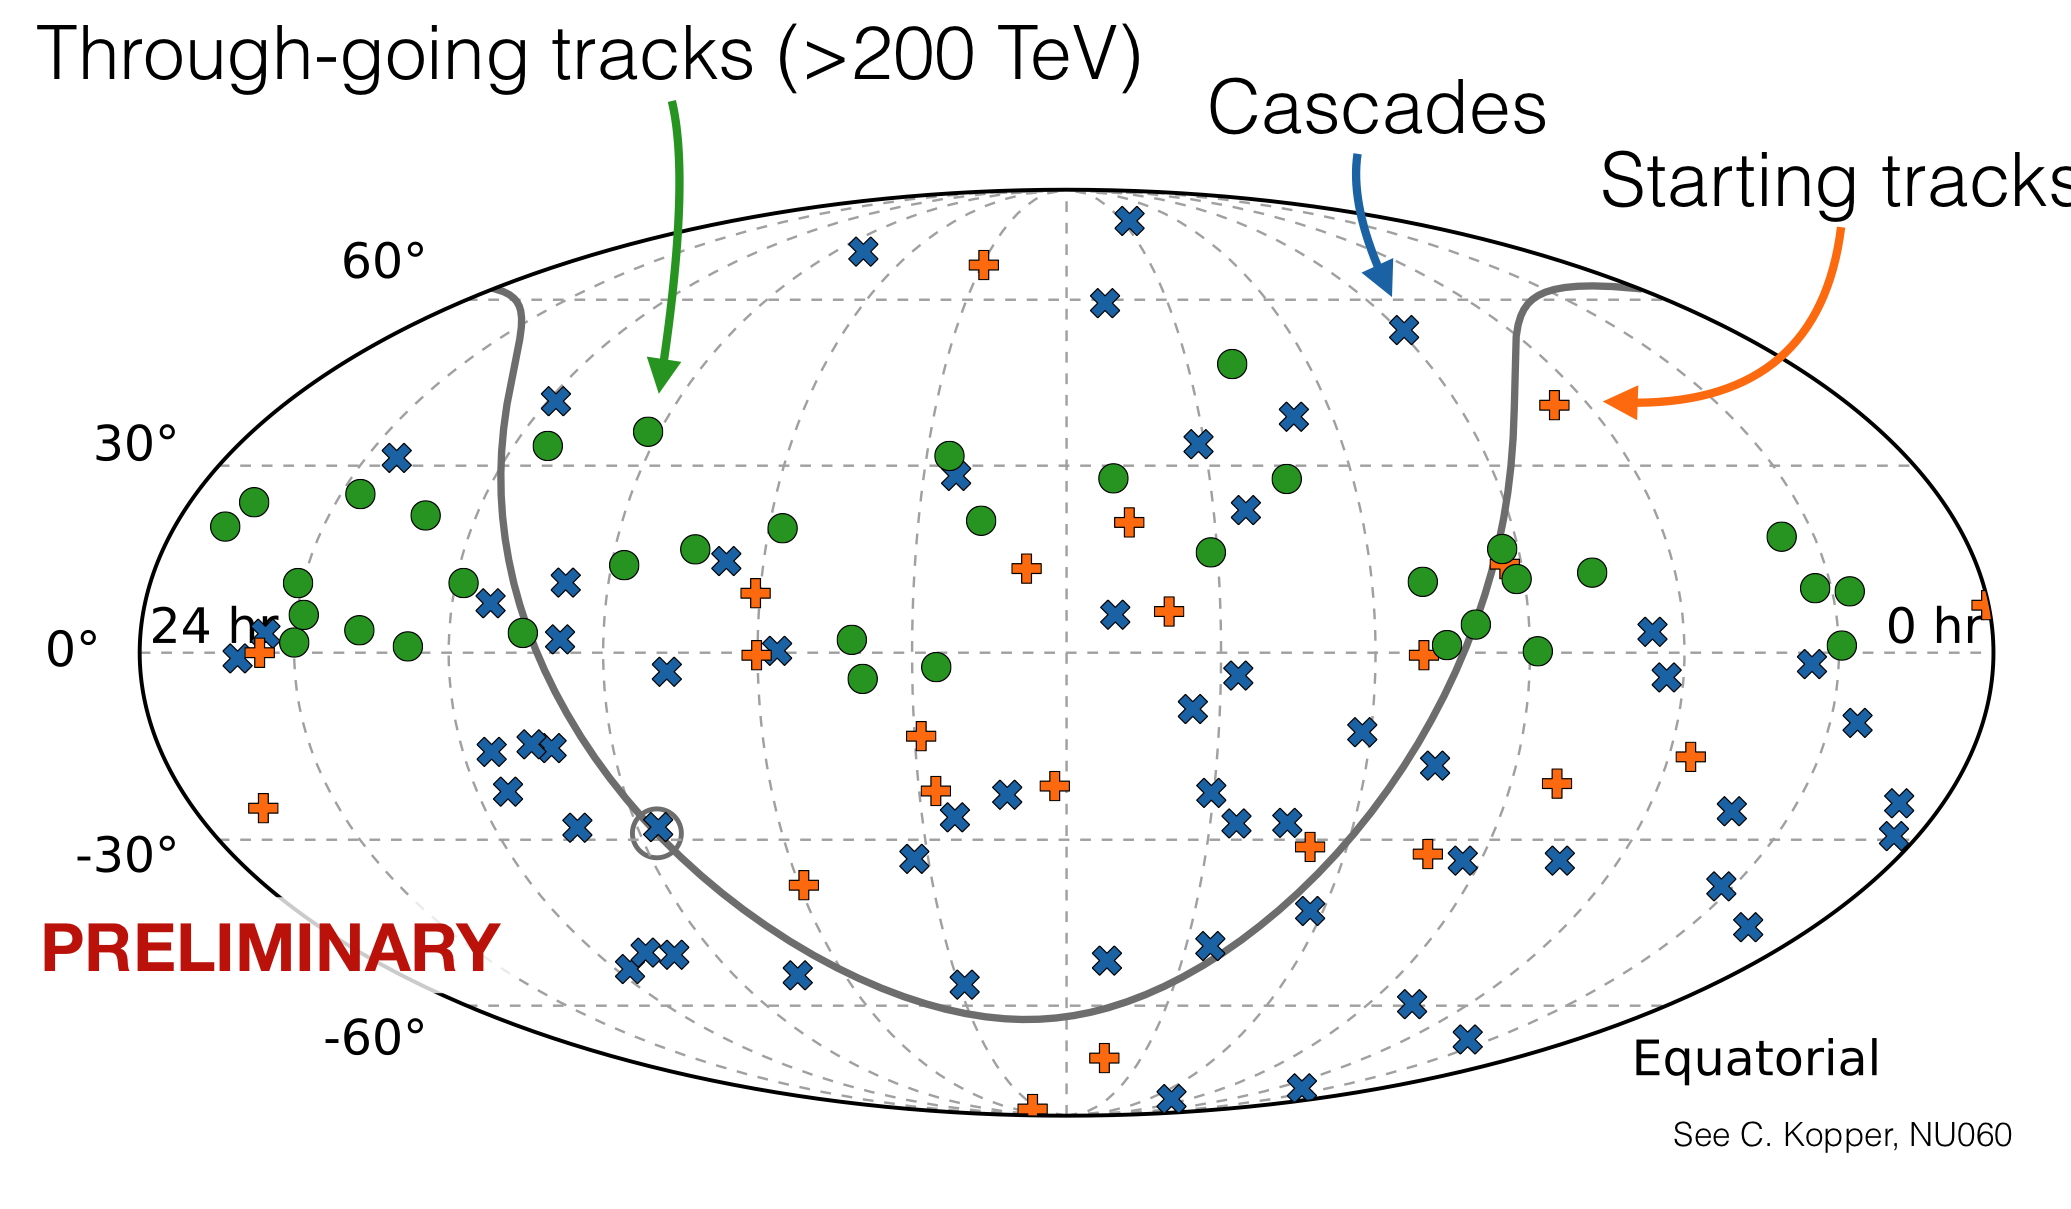 Through-going tracks (>200 TeV)
Cascades
Starting tracks
60°
30°
24 hr
0 hr
0°
-30°
PRELIMINARY
-60°
Equatorial
See C. Kopper, NU060